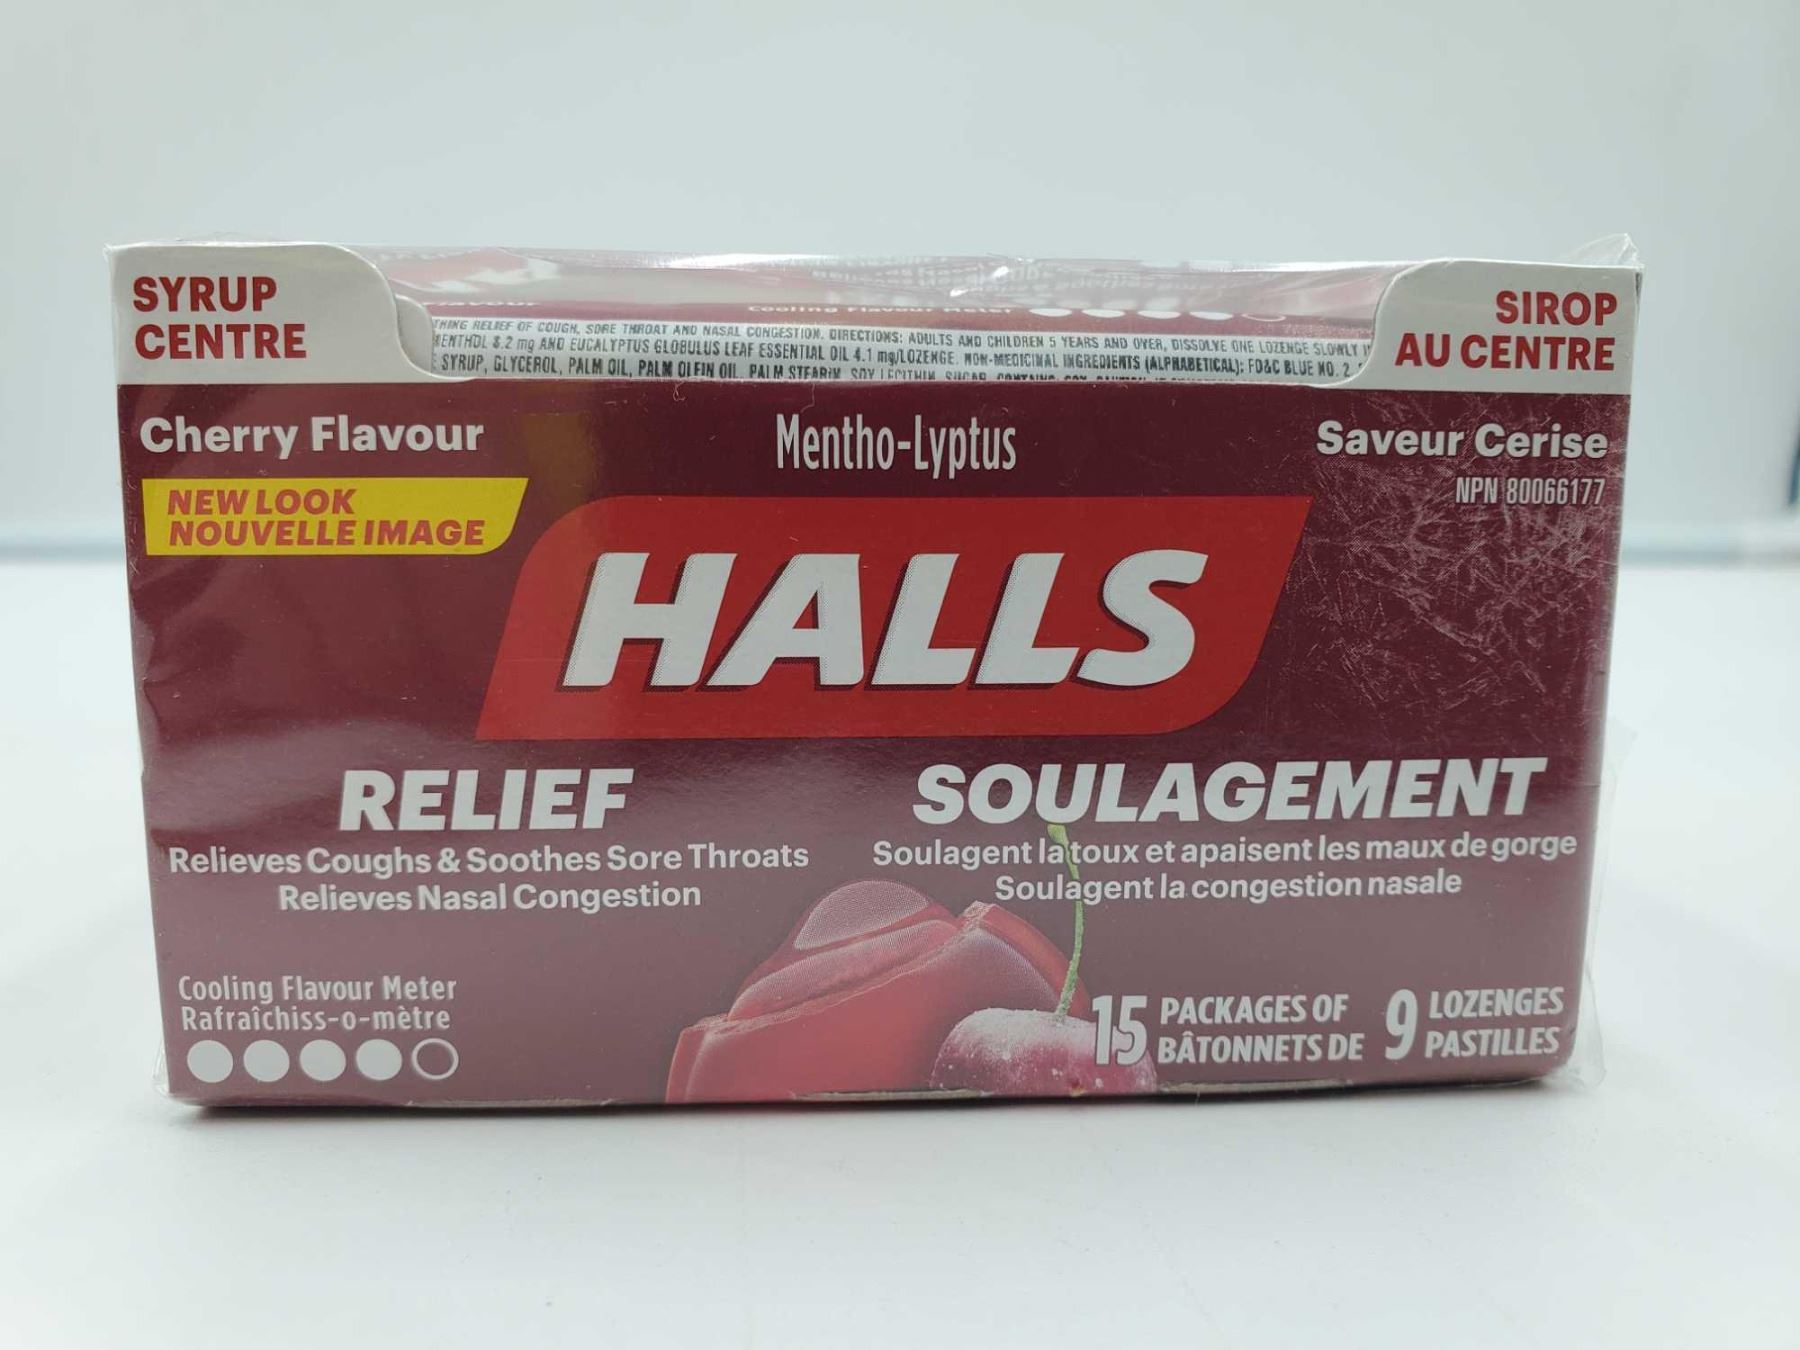 SYRUP
CENTRE
SIROP
AU CENTRE
Cooling Flavour Meter
RELIEF OF COUGH, SORE THROAT AND NASAL CONGESTION. DIRECTIONS: ADULTS AND CHILDREN 5 YEARS AND OVER, DISSOLVE ONE LOZENGE SLOWLY
MENTHOL 8.2 mg AND EUCALYPTUS GLOBULUS LEAF ESSENTIAL OIL 4.1 mg/LOZENGE. NON-MEDICINAL INGREDIENTS (ALPHABETICAL): FD&C BLUE NO. 2
SYRUP, GLYCEROL, PALM OIL, PALM OLEIN OIL, PALM STEARIN, SOY LECITHIN, SUGAR
Cherry Flavour
Mentho-Lyptus
Saveur Cerise
NPN 80066177
NEW LOOK
NOUVELLE IMAGE
HALLS
RELIEF
SOULAGEMENT
Relieves Coughs & Soothes Sore Throats
Relieves Nasal Congestion
Soulagent la toux et apaisent les maux de gorge
Soulagent la congestion nasale
Cooling Flavour Meter
Rafraîchiss-o-mètre
15 PACKAGES OF 9 LOZENGES
BÂTONNETS DE PASTILLES